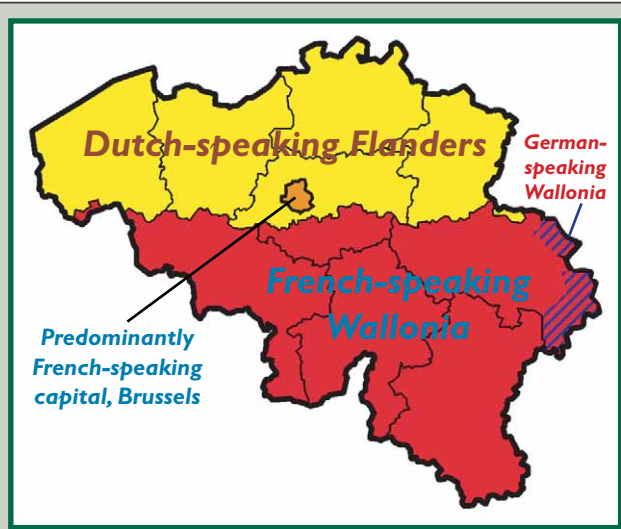 Dutch-speaking Flanders
German-
speaking
Wallonia
French-speaking
Wallonia
Predominantly
French-speaking
capital, Brussels